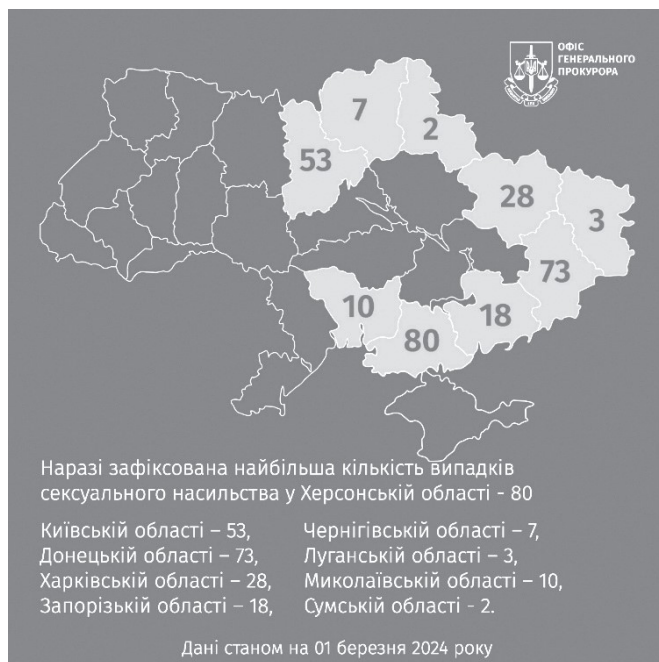 ОФІС
ГЕНЕРАЛЬНОГО
ПРОКУРОРА
7
2
53
28
3
73
10
80
18
Наразі зафіксована найбільша кількість випадків
сексуального насильства у Херсонській області - 80
Київській області – 53,
Донецькій області – 73,
Харківській області – 28,
Запорізькій області – 18,
Чернігівській області – 7,
Луганській області – 3,
Миколаївській області – 10,
Сумській області - 2.
Дані станом на 01 березня 2024 року